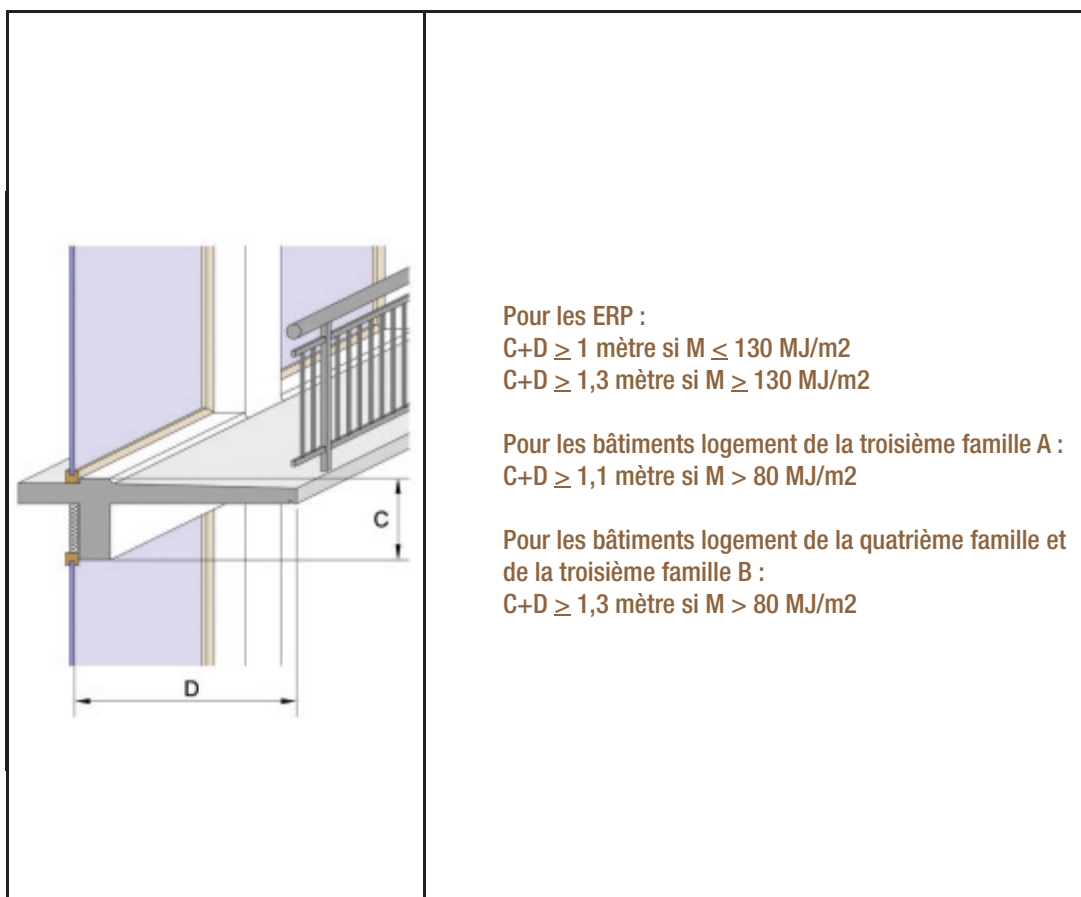 C
D
Pour les ERP :
C+D ≥ 1 mètre si M ≤ 130 MJ/m2
C+D ≥ 1,3 mètre si M ≥ 130 MJ/m2
Pour les bâtiments logement de la troisième famille A :
C+D ≥ 1,1 mètre si M > 80 MJ/m2
Pour les bâtiments logement de la quatrième famille et
de la troisième famille B :
C+D ≥ 1,3 mètre si M > 80 MJ/m2